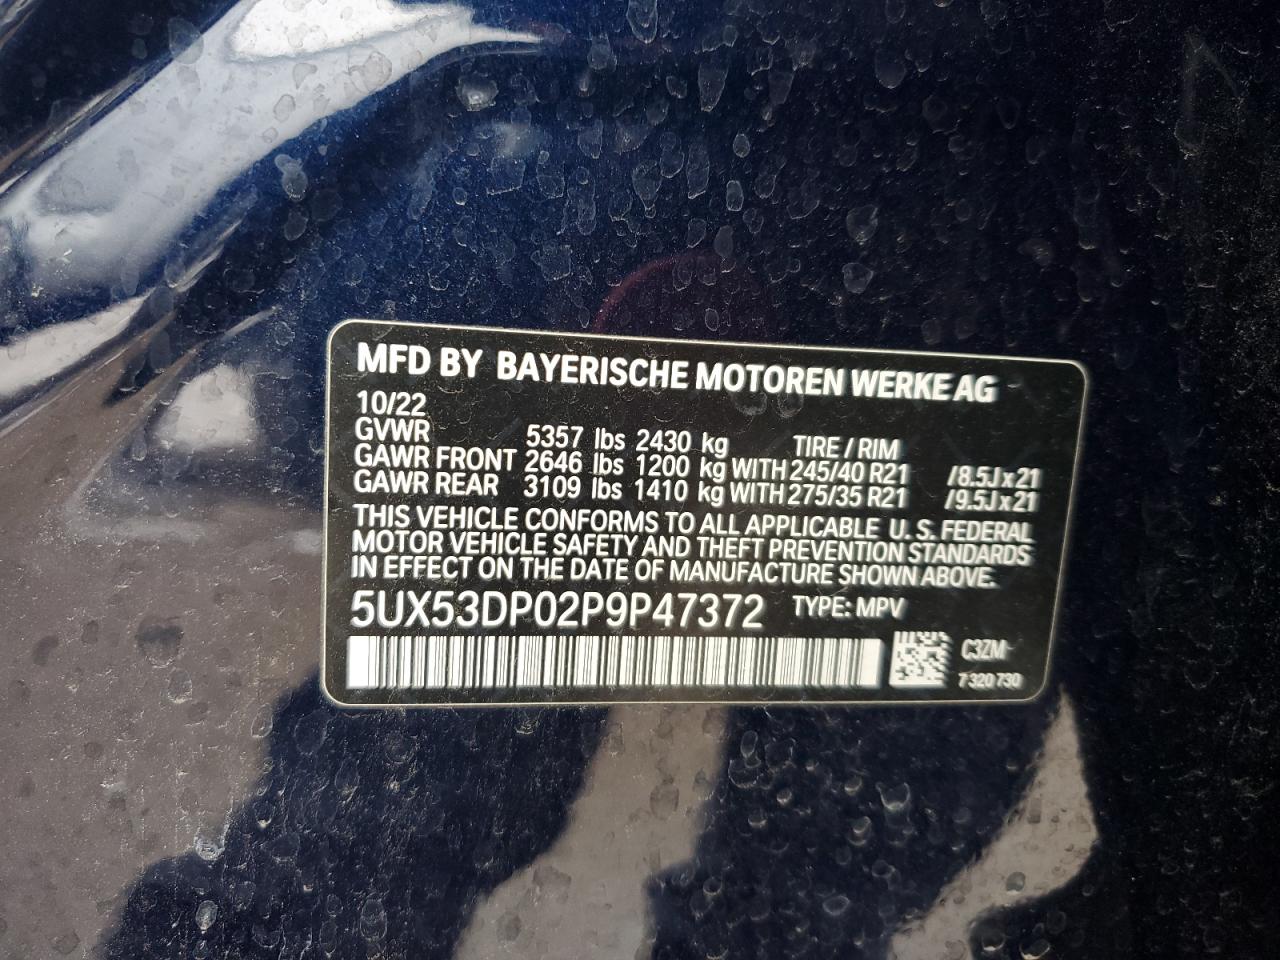 MFD BY BAYERISCHE MOTOREN WERKE AG
10/22
GVWR 5357 lbs 2430 kg TIRE / RIM
GAWR FRONT 2646 lbs 1200 kg WITH 245/40 R21 /8.5J x 21
GAWR REAR 3109 lbs 1410 kg WITH 275/35 R21 /9.5J x 21
THIS VEHICLE CONFORMS TO ALL APPLICABLE U. S. FEDERAL
MOTOR VEHICLE SAFETY AND THEFT PREVENTION STANDARDS
IN EFFECT ON THE DATE OF MANUFACTURE SHOWN ABOVE.
5UX53DP02P9P47372 TYPE: MPV
C3ZM
7 320 730